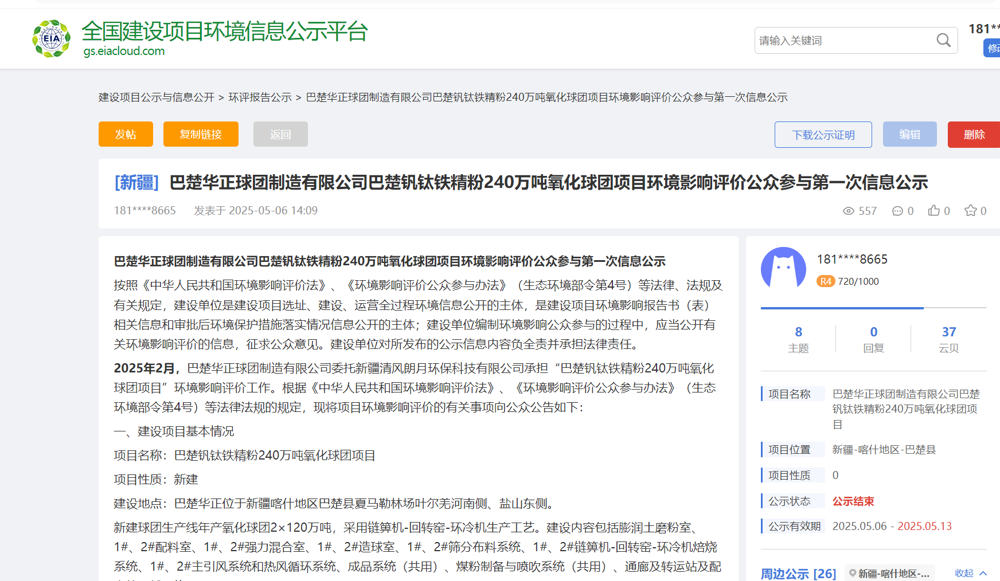 EIA
全国建设项目环境信息公示平台
gs.eiacloud.com
请输入关键词
181**
修改
建设项目公示与信息公开 > 环评报告公示 > 巴楚华正球团制造有限公司巴楚钒钛铁精粉240万吨氧化球团项目环境影响评价公众参与第一次信息公示
发帖 复制链接 返回 下载公示证明 编辑 删除
[新疆] 巴楚华正球团制造有限公司巴楚钒钛铁精粉240万吨氧化球团项目环境影响评价公众参与第一次信息公示
181****8665 发表于 2025-05-06 14:09 557 0 0 0
巴楚华正球团制造有限公司巴楚钒钛铁精粉240万吨氧化球团项目环境影响评价公众参与第一次信息公示
按照《中华人民共和国环境影响评价法》、《环境影响评价公众参与办法》（生态环境部令第4号）等法律、法规及
有关规定，建设单位是建设项目选址、建设、运营全过程环境信息公开的主体，是建设项目环境影响报告书（表）
相关信息和审批后环境保护措施落实情况信息公开的主体；建设单位编制环境影响公众参与的过程中，应当公开有
关环境影响评价的信息，征求公众意见。建设单位对所发布的公示信息内容负全责并承担法律责任。
2025年2月，巴楚华正球团制造有限公司委托新疆清风朗月环保科技有限公司承担“巴楚钒钛铁精粉240万吨氧化
球团项目”环境影响评价工作。根据《中华人民共和国环境影响评价法》、《环境影响评价公众参与办法》（生态
环境部令第4号）等法律法规的规定，现将项目环境影响评价的有关事项向公众公告如下：
一、建设项目基本情况
项目名称：巴楚钒钛铁精粉240万吨氧化球团项目
项目性质：新建
建设地点：巴楚华正位于新疆喀什地区巴楚县夏马勒林场叶尔羌河南侧、盐山东侧。
新建球团生产线年产氧化球团2×120万吨，采用链箅机-回转窑-环冷机生产工艺。建设内容包括膨润土磨粉室、
1#、2#配料室、1#、2#强力混合室、1#、2#造球室、1#、2#筛分布料系统、1#、2#链箅机-回转窑-环冷机焙烧
系统、1#、2#主引风系统和热风循环系统、成品系统（共用）、煤粉制备与喷吹系统（共用）、通廊及转运站及配
181****8665
R4 720/1000
8 0 37
主题 回复 云贝
项目名称 巴楚华正球团制造有限公司巴楚
钒钛铁精粉240万吨氧化球团项
目
项目位置 新疆-喀什地区-巴楚县
项目性质 0
公示状态 公示结束
公示有效期 2025.05.06 - 2025.05.13
周边公示 [26] 新疆-喀什地区-... 收起